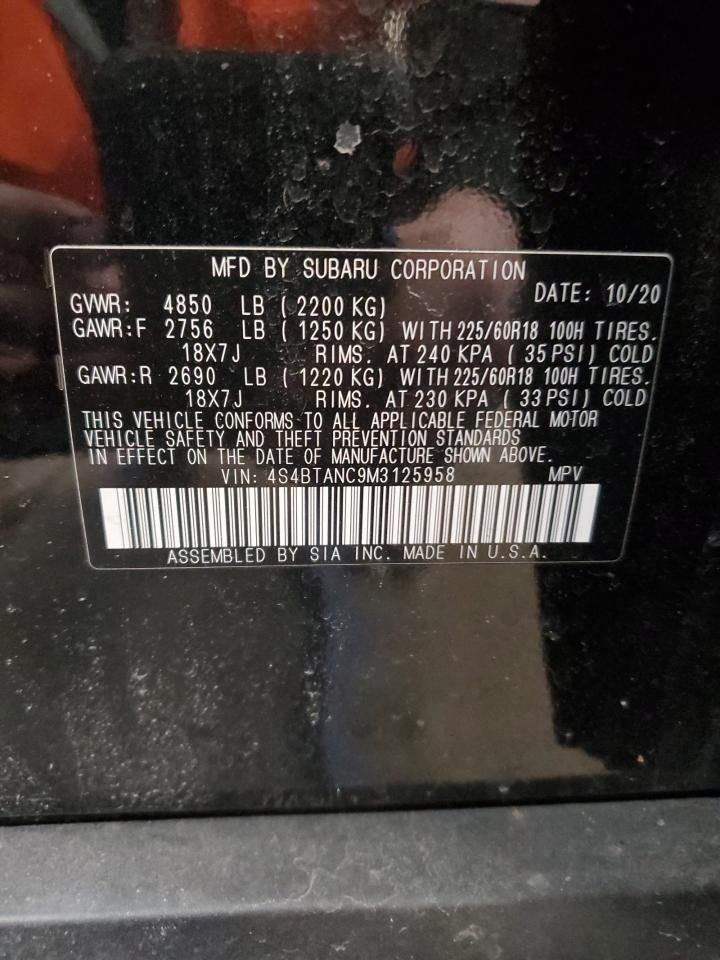 MFD BY SUBARU CORPORATION
DATE: 10/20
GVWR: 4850 LB ( 2200 KG)
GAWR:F 2756 LB ( 1250 KG) WITH 225/60R18 100H TIRES.
18X7J RIMS. AT 240 KPA ( 35 PSI) COLD
GAWR:R 2690 LB ( 1220 KG) WITH 225/60R18 100H TIRES.
18X7J RIMS. AT 230 KPA ( 33 PSI) COLD
THIS VEHICLE CONFORMS TO ALL APPLICABLE FEDERAL MOTOR
VEHICLE SAFETY AND THEFT PREVENTION STANDARDS
IN EFFECT ON THE DATE OF MANUFACTURE SHOWN ABOVE.
VIN: 4S4BTANC9M3125958 MPV
ASSEMBLED BY SIA INC. MADE IN U.S.A.